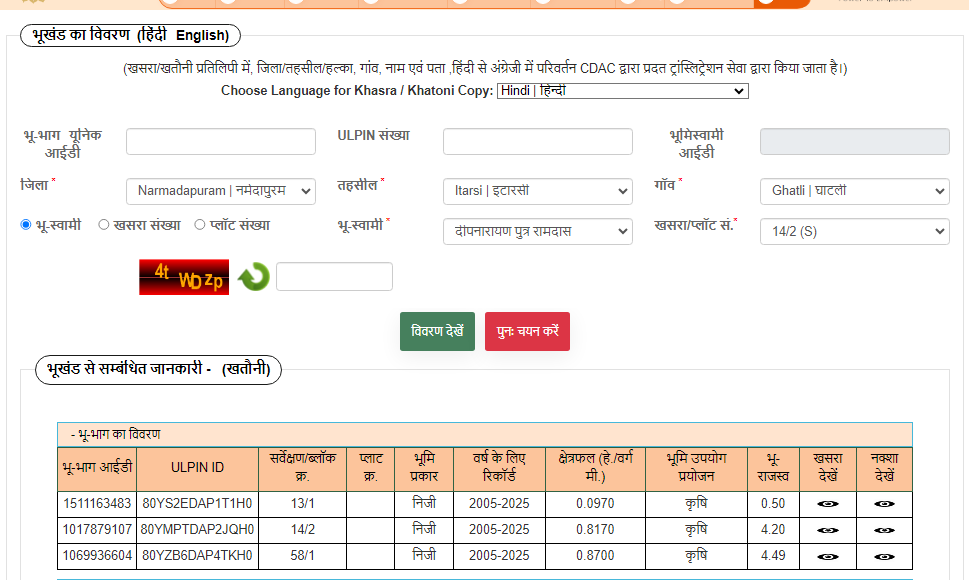 भूखंड का विवरण (हिंदी English)
(खसरा/खतौनी प्रतिलिपी में, जिला/तहसील/हल्का, गांव, नाम एवं पता ,हिंदी से अंग्रेजी में परिवर्तन CDAC द्वारा प्रदत ट्रांस्लिट्रेशन सेवा द्वारा किया जाता है।)
Choose Language for Khasra / Khatoni Copy: Hindi | हिन्दी
भू-भाग यूनिक आईडी ULPIN संख्या भूमिस्वामी आईडी
जिला * Narmadapuram | नर्मदापुरम तहसील * Itarsi | इटारसी गाँव * Ghatli | घाटली
भू-स्वामी खसरा संख्या प्लॉट संख्या भू-स्वामी * दीपनारायण पुत्र रामदास खसरा/प्लॉट सं.* 14/2 (S)
4t WD zp
विवरण देखें पुनः चयन करें
भूखंड से सम्बंधित जानकारी - (खतौनी)
- भू-भाग का विवरण
भू-भाग आईडी ULPIN ID सर्वेक्षण/ब्लॉक क्र. प्लाट क्र. भूमि प्रकार वर्ष के लिए रिकॉर्ड क्षेत्रफल (हे./वर्ग मी.) भूमि उपयोग प्रयोजन भू-राजस्व खसरा देखें नक्शा देखें
1511163483 80YS2EDAP1T1H0 13/1 निजी 2005-2025 0.0970 कृषि 0.50
1017879107 80YMPTDAP2JQH0 14/2 निजी 2005-2025 0.8170 कृषि 4.20
1069936604 80YZB6DAP4TKH0 58/1 निजी 2005-2025 0.8700 कृषि 4.49